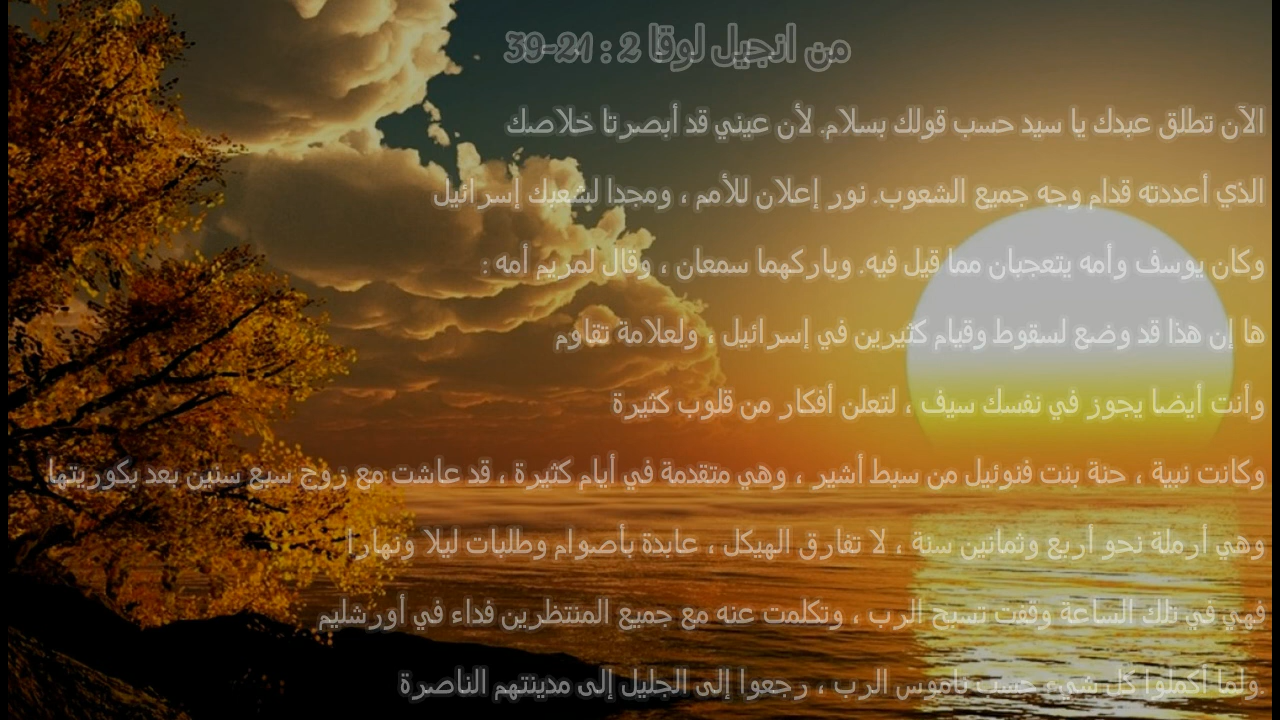 من انجيل لوقا 2 : 21-39
الآن تطلق عبدك يا سيد حسب قولك بسلام. لأن عيني قد أبصرتا خلاصك
الذي أعددته قدام وجه جميع الشعوب. نور إعلان للأمم ، ومجدا لشعبك إسرائيل
وكان يوسف وأمه يتعجبان مما قيل فيه. وباركهما سمعان ، وقال لمريم أمه :
ها إن هذا قد وضع لسقوط وقيام كثيرين في إسرائيل ، ولعلامة تقاوم
وأنت أيضا يجوز في نفسك سيف ، لتعلن أفكار من قلوب كثيرة
وكانت نبية ، حنة بنت فنوئيل من سبط أشير ، وهي متقدمة في أيام كثيرة ، قد عاشت مع زوج سبع سنين بعد بكوريتها
وهي أرملة نحو أربع وثمانين سنة ، لا تفارق الهيكل ، عابدة بأصوام وطلبات ليلا ونهارا
فهي في تلك الساعة وقفت تسبح الرب ، وتكلمت عنه مع جميع المنتظرين فداء في أورشليم
ولما أكملوا كل شيء حسب ناموس الرب ، رجعوا إلى الجليل إلى مدينتهم الناصرة.